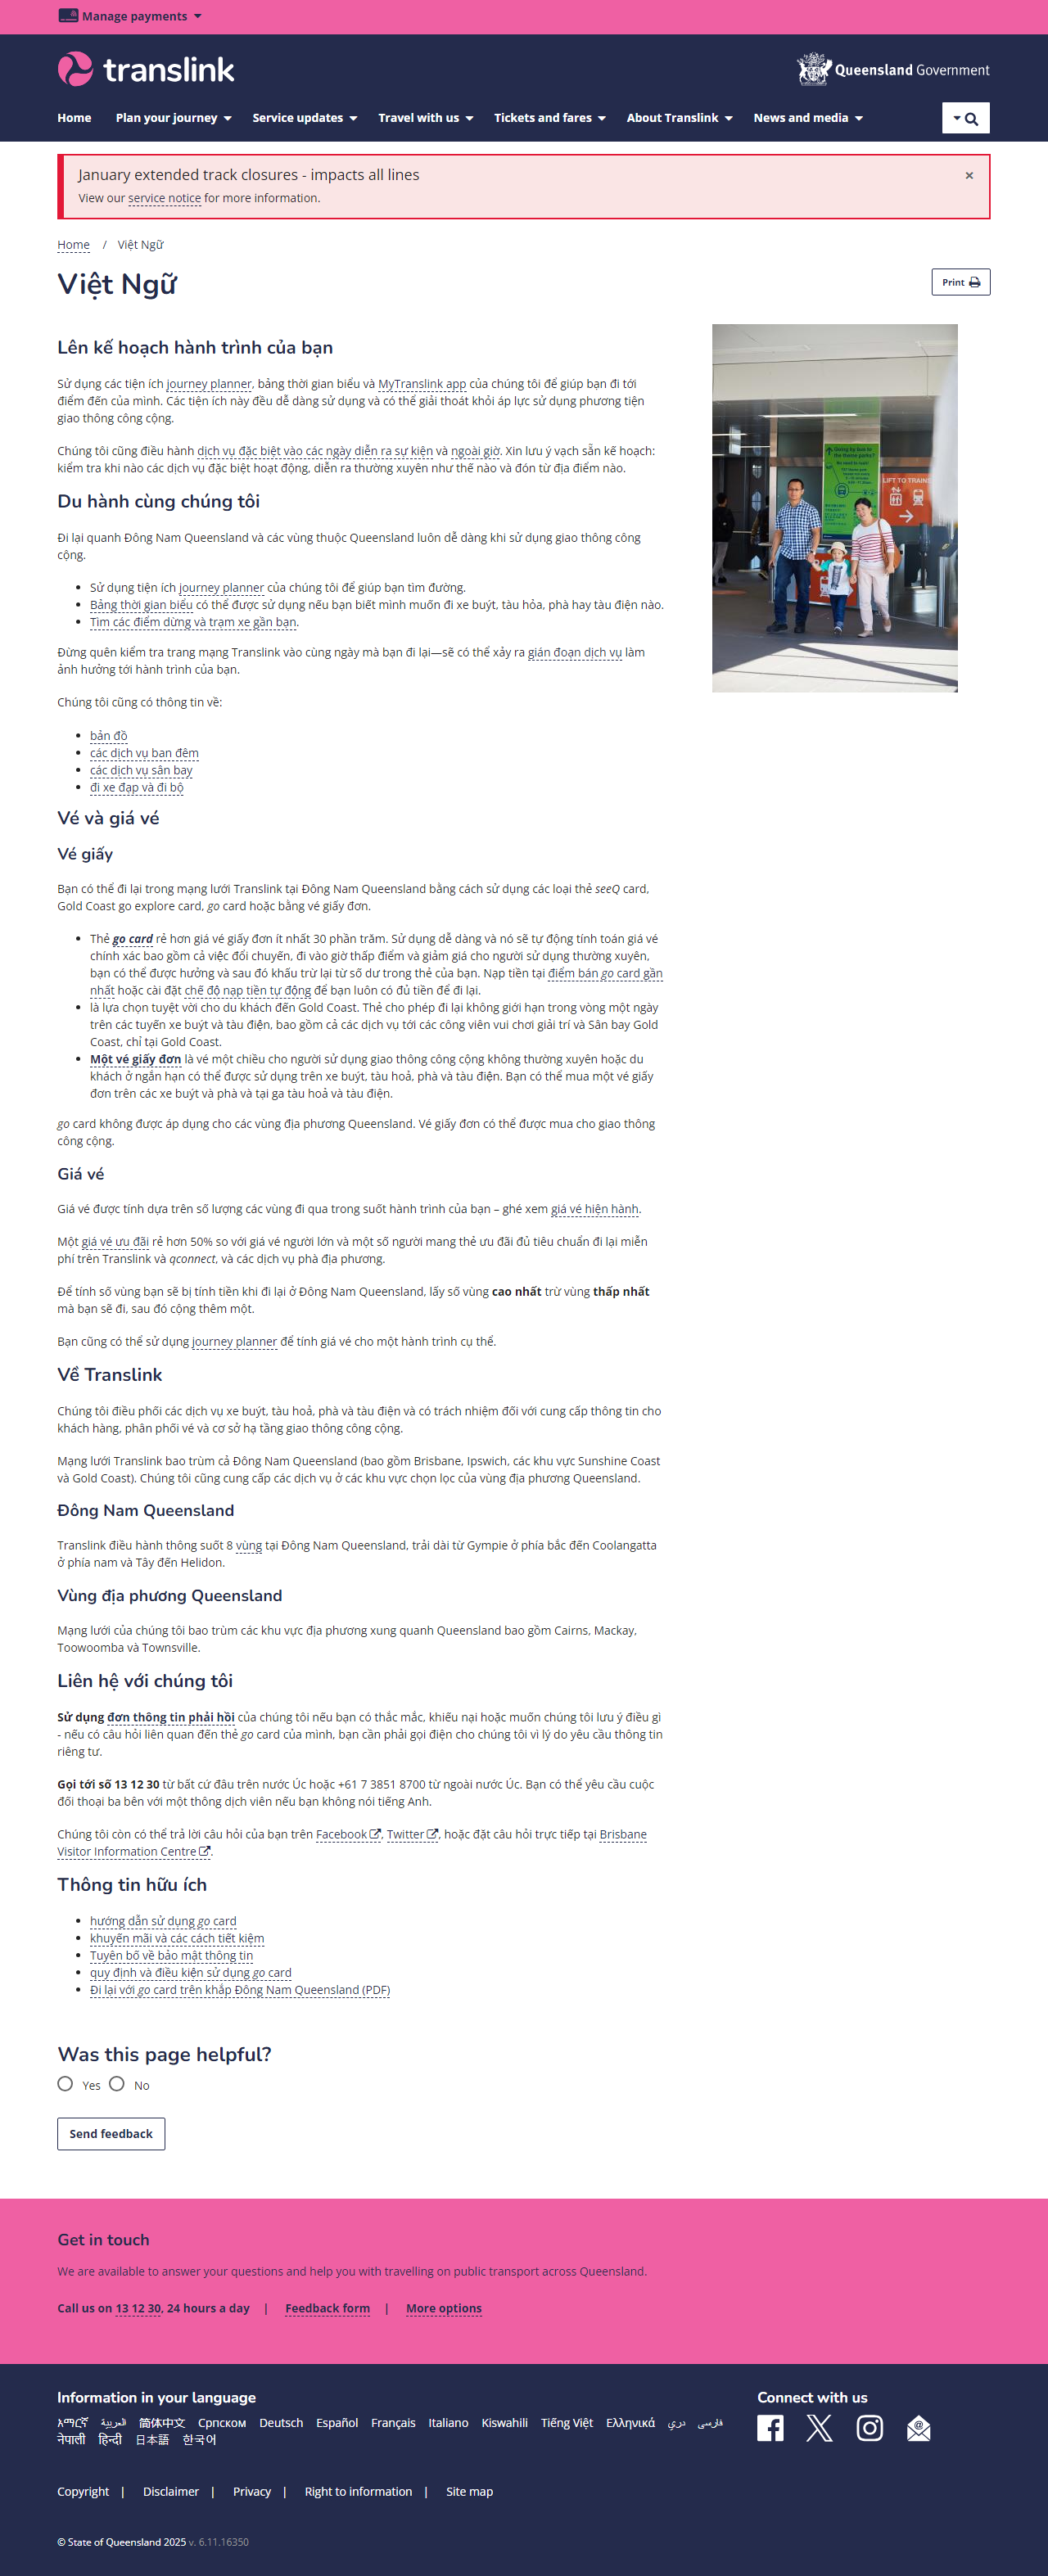 Manage payments
translink
Queensland Government
Home Plan your journey Service updates Travel with us Tickets and fares About Translink News and media
January extended track closures - impacts all lines ×
View our service notice for more information.
Home / Việt Ngữ
Việt Ngữ
Print
Lên kế hoạch hành trình của bạn
Sử dụng các tiện ích journey planner, bảng thời gian biểu và MyTranslink app của chúng tôi để giúp bạn đi tới
điểm đến của mình. Các tiện ích này đều dễ dàng sử dụng và có thể giải thoát khỏi áp lực sử dụng phương tiện
giao thông công cộng.
Chúng tôi cũng điều hành dịch vụ đặc biệt vào các ngày diễn ra sự kiện và ngoài giờ. Xin lưu ý vạch sẵn kế hoạch:
kiểm tra khi nào các dịch vụ đặc biệt hoạt động, diễn ra thường xuyên như thế nào và đón từ địa điểm nào.
Du hành cùng chúng tôi
Đi lại quanh Đông Nam Queensland và các vùng thuộc Queensland luôn dễ dàng khi sử dụng giao thông công
cộng.
Sử dụng tiện ích journey planner của chúng tôi để giúp bạn tìm đường.
Bảng thời gian biểu có thể được sử dụng nếu bạn biết mình muốn đi xe buýt, tàu hỏa, phà hay tàu điện nào.
Tìm các điểm dừng và trạm xe gần bạn.
Đừng quên kiểm tra trang mạng Translink vào cùng ngày mà bạn đi lại—sẽ có thể xảy ra gián đoạn dịch vụ làm
ảnh hưởng tới hành trình của bạn.
Chúng tôi cũng có thông tin về:
bản đồ
các dịch vụ ban đêm
các dịch vụ sân bay
đi xe đạp và đi bộ
Vé và giá vé
Vé giấy
Bạn có thể đi lại trong mạng lưới Translink tại Đông Nam Queensland bằng cách sử dụng các loại thẻ seeQ card,
Gold Coast go explore card, go card hoặc bằng vé giấy đơn.
Thẻ go card rẻ hơn giá vé giấy đơn ít nhất 30 phần trăm. Sử dụng dễ dàng và nó sẽ tự động tính toán giá vé
chính xác bao gồm cả việc đổi chuyến, đi vào giờ thấp điểm và giảm giá cho người sử dụng thường xuyên,
bạn có thể được hưởng và sau đó khấu trừ lại từ số dư trong thẻ của bạn. Nạp tiền tại điểm bán go card gần
nhất hoặc cài đặt chế độ nạp tiền tự động để bạn luôn có đủ tiền để đi lại.
là lựa chọn tuyệt vời cho du khách đến Gold Coast. Thẻ cho phép đi lại không giới hạn trong vòng một ngày
trên các tuyến xe buýt và tàu điện, bao gồm cả các dịch vụ tới các công viên vui chơi giải trí và Sân bay Gold
Coast, chỉ tại Gold Coast.
Một vé giấy đơn là vé một chiều cho người sử dụng giao thông công cộng không thường xuyên hoặc du
khách ở ngắn hạn có thể được sử dụng trên xe buýt, tàu hoả, phà và tàu điện. Bạn có thể mua một vé giấy
đơn trên các xe buýt và phà và tại ga tàu hoả và tàu điện.
go card không được áp dụng cho các vùng địa phương Queensland. Vé giấy đơn có thể được mua cho giao thông
công cộng.
Giá vé
Giá vé được tính dựa trên số lượng các vùng đi qua trong suốt hành trình của bạn – ghé xem giá vé hiện hành.
Một giá vé ưu đãi rẻ hơn 50% so với giá vé người lớn và một số người mang thẻ ưu đãi đủ tiêu chuẩn đi lại miễn
phí trên Translink và qconnect, và các dịch vụ phà địa phương.
Để tính số vùng bạn sẽ bị tính tiền khi đi lại ở Đông Nam Queensland, lấy số vùng cao nhất trừ vùng thấp nhất
mà bạn sẽ đi, sau đó cộng thêm một.
Bạn cũng có thể sử dụng journey planner để tính giá vé cho một hành trình cụ thể.
Về Translink
Chúng tôi điều phối các dịch vụ xe buýt, tàu hoả, phà và tàu điện và có trách nhiệm đối với cung cấp thông tin cho
khách hàng, phân phối vé và cơ sở hạ tầng giao thông công cộng.
Mạng lưới Translink bao trùm cả Đông Nam Queensland (bao gồm Brisbane, Ipswich, các khu vực Sunshine Coast
và Gold Coast). Chúng tôi cũng cung cấp các dịch vụ ở các khu vực chọn lọc của vùng địa phương Queensland.
Đông Nam Queensland
Translink điều hành thông suốt 8 vùng tại Đông Nam Queensland, trải dài từ Gympie ở phía bắc đến Coolangatta
ở phía nam và Tây đến Helidon.
Vùng địa phương Queensland
Mạng lưới của chúng tôi bao trùm các khu vực địa phương xung quanh Queensland bao gồm Cairns, Mackay,
Toowoomba và Townsville.
Liên hệ với chúng tôi
Sử dụng đơn thông tin phải hồi của chúng tôi nếu bạn có thắc mắc, khiếu nại hoặc muốn chúng tôi lưu ý điều gì
- nếu có câu hỏi liên quan đến thẻ go card của mình, bạn cần phải gọi điện cho chúng tôi vì lý do yêu cầu thông tin
riêng tư.
Gọi tới số 13 12 30 từ bất cứ đâu trên nước Úc hoặc +61 7 3851 8700 từ ngoài nước Úc. Bạn có thể yêu cầu cuộc
đối thoại ba bên với một thông dịch viên nếu bạn không nói tiếng Anh.
Chúng tôi còn có thể trả lời câu hỏi của bạn trên Facebook, Twitter, hoặc đặt câu hỏi trực tiếp tại Brisbane
Visitor Information Centre.
Thông tin hữu ích
hướng dẫn sử dụng go card
khuyến mãi và các cách tiết kiệm
Tuyên bố về bảo mật thông tin
quy định và điều kiện sử dụng go card
Đi lại với go card trên khắp Đông Nam Queensland (PDF)
Was this page helpful?
Yes No
Send feedback
Get in touch
We are available to answer your questions and help you with travelling on public transport across Queensland.
Call us on 13 12 30, 24 hours a day | Feedback form | More options
Information in your language
አማርኛ العربية 简体中文 Српском Deutsch Español Français Italiano Kiswahili Tiếng Việt Ελληνικά دري فارسی
नेपाली हिन्दी 日本語 한국어
Connect with us
Copyright | Disclaimer | Privacy | Right to information | Site map
© State of Queensland 2025 v. 6.11.16350
LIFT TO TRAINS